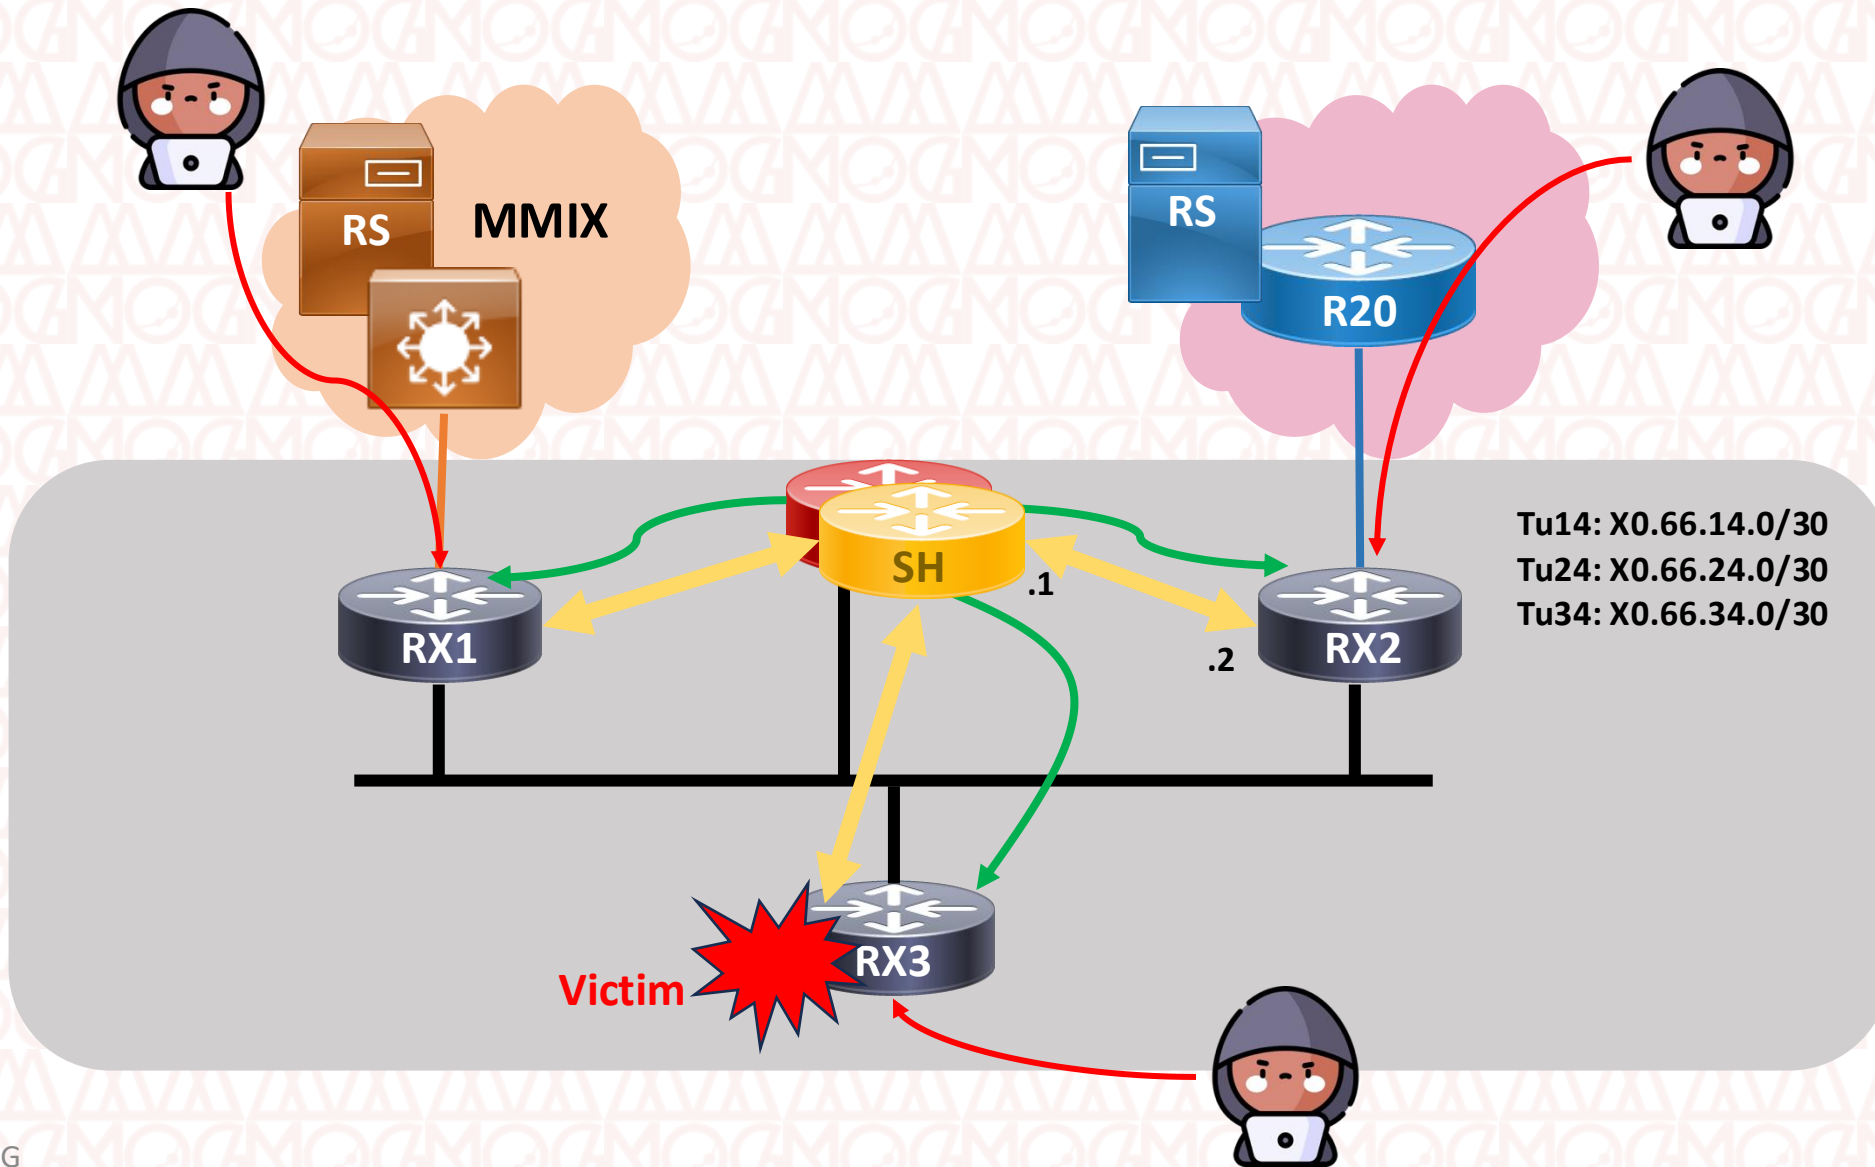 RS
MMIX
RS
R20
SH
.1
RX1
.2
RX2
Tu14: X0.66.14.0/30
Tu24: X0.66.24.0/30
Tu34: X0.66.34.0/30
Victim
RX3
G